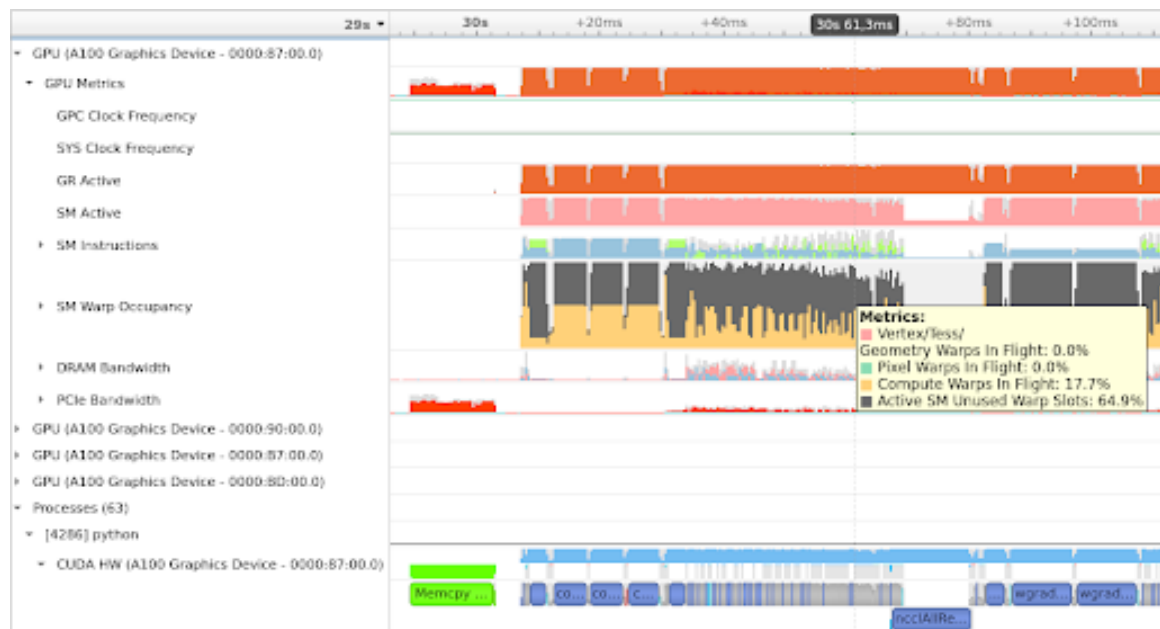 29s
30s +20ms +40ms 30s 61,3ms +80ms +100ms
GPU (A100 Graphics Device - 0000:87:00.0)
GPU Metrics
GPC Clock Frequency
SYS Clock Frequency
GR Active
SM Active
SM Instructions
SM Warp Occupancy
DRAM Bandwidth
PCIe Bandwidth
Metrics:
Vertex/Tess/
Geometry Warps In Flight: 0.0%
Pixel Warps In Flight: 0.0%
Compute Warps In Flight: 17.7%
Active SM Unused Warp Slots: 64.9%
GPU (A100 Graphics Device - 0000:90:00.0)
GPU (A100 Graphics Device - 0000:B7:00.0)
GPU (A100 Graphics Device - 0000:BD:00.0)
Processes (63)
[4286] python
CUDA HW (A100 Graphics Device - 0000:87:00.0)
Memcpy ... co... co... c... ... wgrad... wgrad...
ncclAllRe...